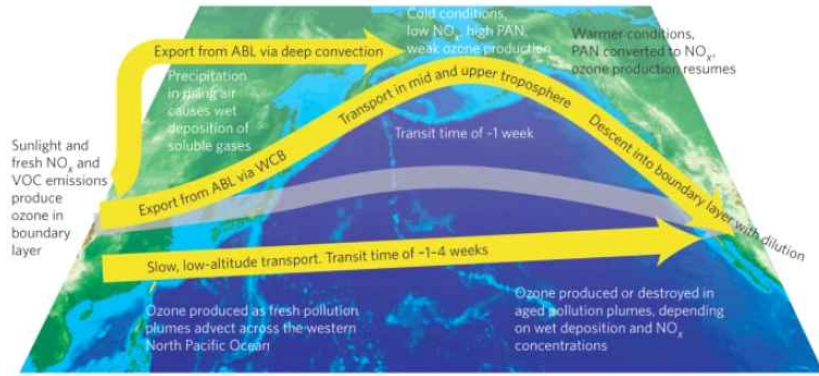 Cold conditions,
low NOx, high PAN,
weak ozone production
Export from ABL via deep convection
Warmer conditions,
PAN converted to NOx,
ozone production resumes
Precipitation
in rising air
causes wet
deposition of
soluble gases
Transport in mid and upper troposphere
Transit time of ~1 week
Sunlight and
fresh NOx and
VOC emissions
produce
ozone in
boundary
layer
Export from ABL via WCB
Descent into boundary layer with dilution
Slow, low-altitude transport. Transit time of ~1–4 weeks
Ozone produced as fresh pollution
plumes advect across the western
North Pacific Ocean
Ozone produced or destroyed in
aged pollution plumes, depending
on wet deposition and NOx
concentrations